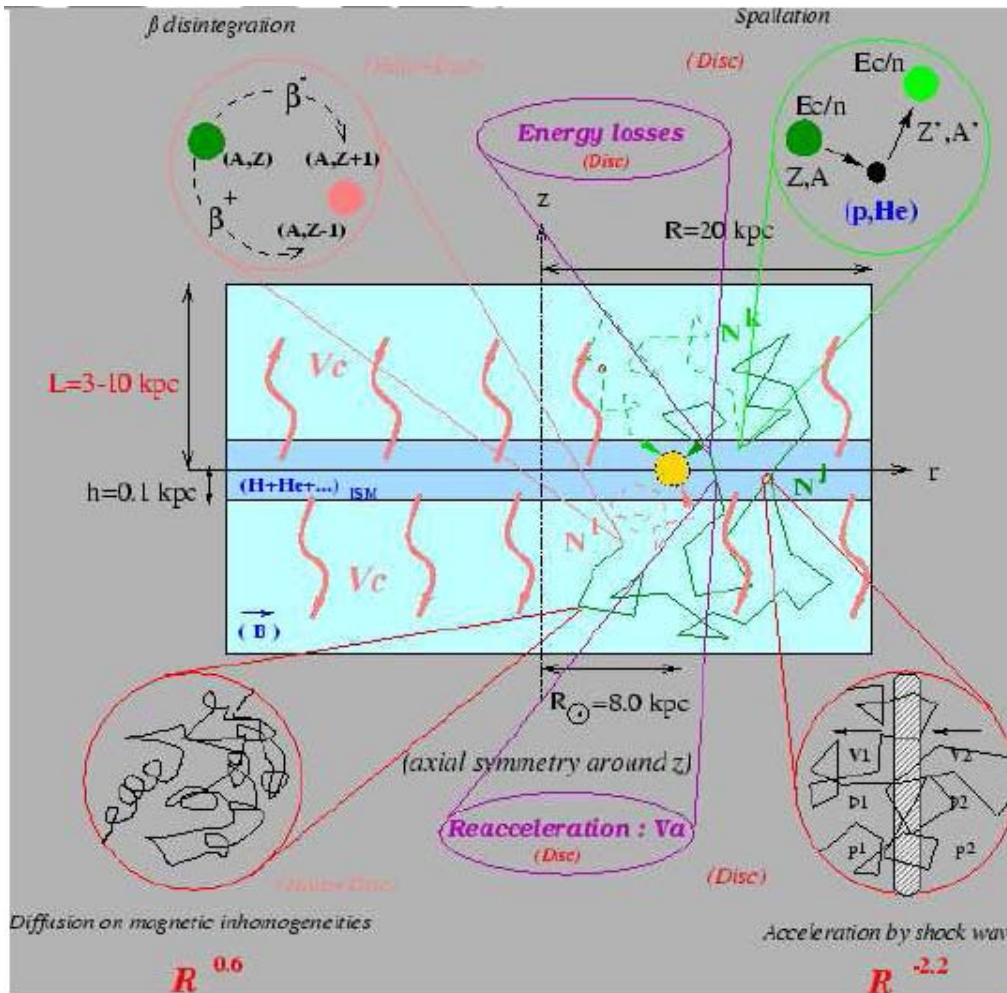 β disintegration
Spallation
(Disc)
Ec/n
Ec/n
Z,A
Z*,A*
(p,He)
β-
(A,Z)
(A,Z+1)
β+
(A,Z-1)
Energy losses
(Disc)
z
R=20 kpc
N k
Vc
L=3-10 kpc
h=0.1 kpc
(H+He+...) ISM
r
N j
Vc
R☉=8.0 kpc
(axial symmetry around z)
V1
V2
p1
p2
Reacceleration : Va
(Disc)
(Disc)
Diffusion on magnetic inhomogeneities
Acceleration by shock wav
R 0.6
R -2.2